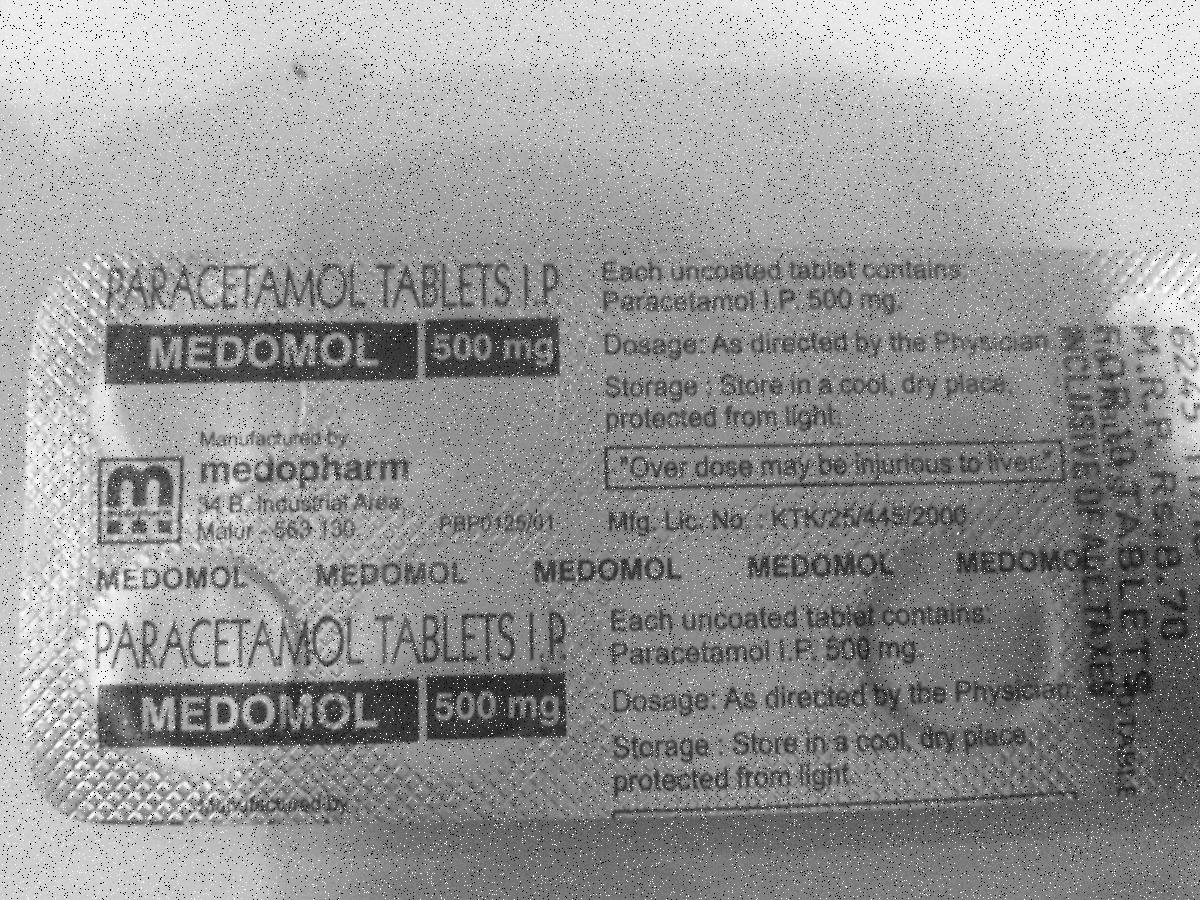 PARACETAMOL TABLETS I.P.
MEDOMOL 500 mg
Manufactured by
medopharm
34 B. Industrial Area
Malur - 563 130.
PBP0125/01
Each uncoated tablet contains:
Paracetamol I.P. 500 mg.
Dosage: As directed by the Physician
Storage : Store in a cool, dry place,
protected from light.
"Over dose may be injurious to liver."
Mfg. Lic. No : KTK/25/445/2000
MEDOMOL MEDOMOL MEDOMOL MEDOMOL MEDOMOL
PARACETAMOL TABLETS I.P.
MEDOMOL 500 mg
Manufactured by
Each uncoated tablet contains:
Paracetamol I.P. 500 mg.
Dosage: As directed by the Physician
Storage : Store in a cool, dry place,
protected from light.
M.R.P. RS.8.70
FOR 10 TABLETS
INCLUSIVE OF ALL TAXES